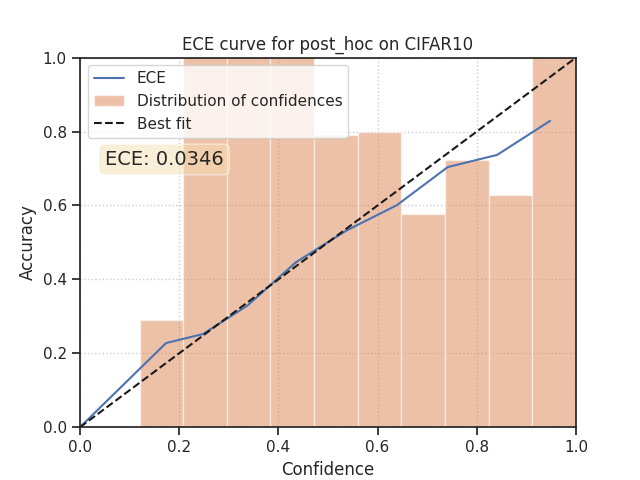 ECE curve for post_hoc on CIFAR10
ECE
Distribution of confidences
Best fit
ECE: 0.0346
Accuracy
1.0
0.8
0.6
0.4
0.2
0.0
0.0 0.2 0.4 0.6 0.8 1.0
Confidence